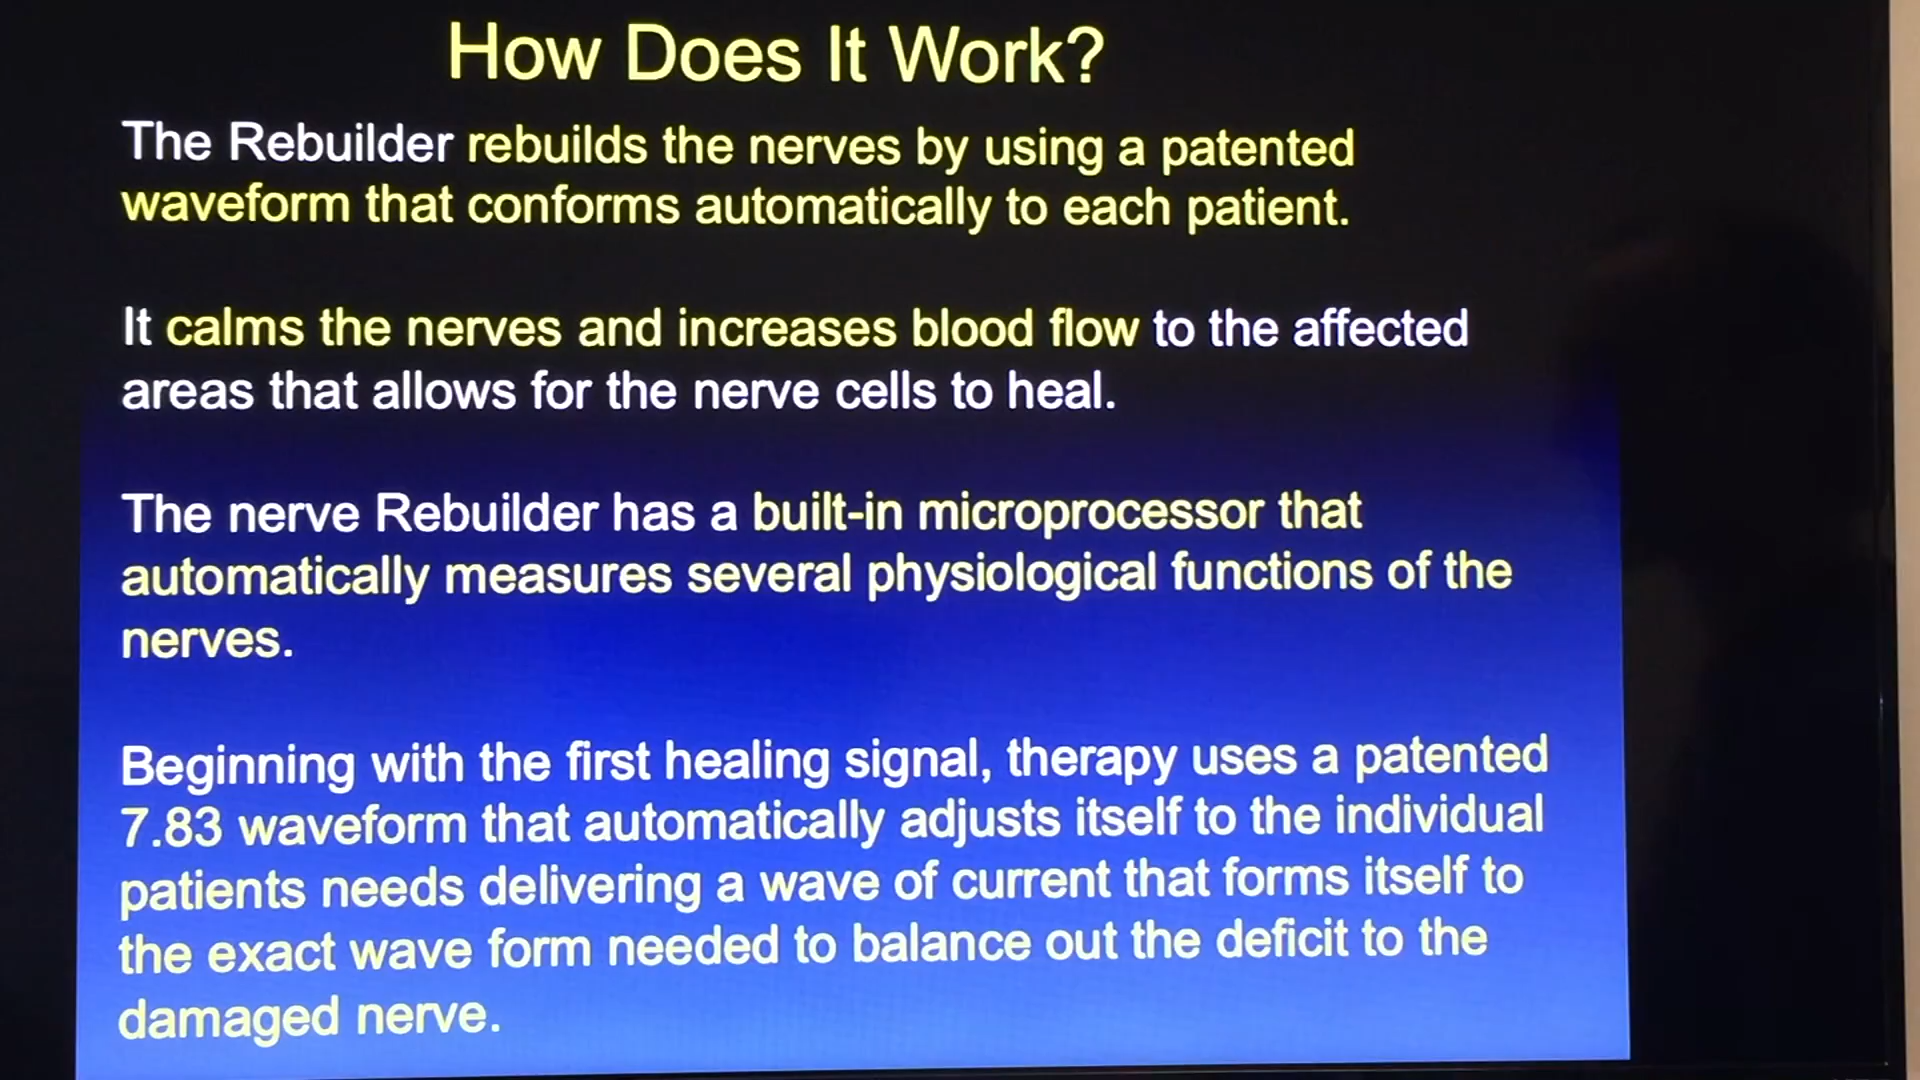 How Does It Work?
The Rebuilder rebuilds the nerves by using a patented
waveform that conforms automatically to each patient.
It calms the nerves and increases blood flow to the affected
areas that allows for the nerve cells to heal.
The nerve Rebuilder has a built-in microprocessor that
automatically measures several physiological functions of the
nerves.
Beginning with the first healing signal, therapy uses a patented
7.83 waveform that automatically adjusts itself to the individual
patients needs delivering a wave of current that forms itself to
the exact wave form needed to balance out the deficit to the
damaged nerve.